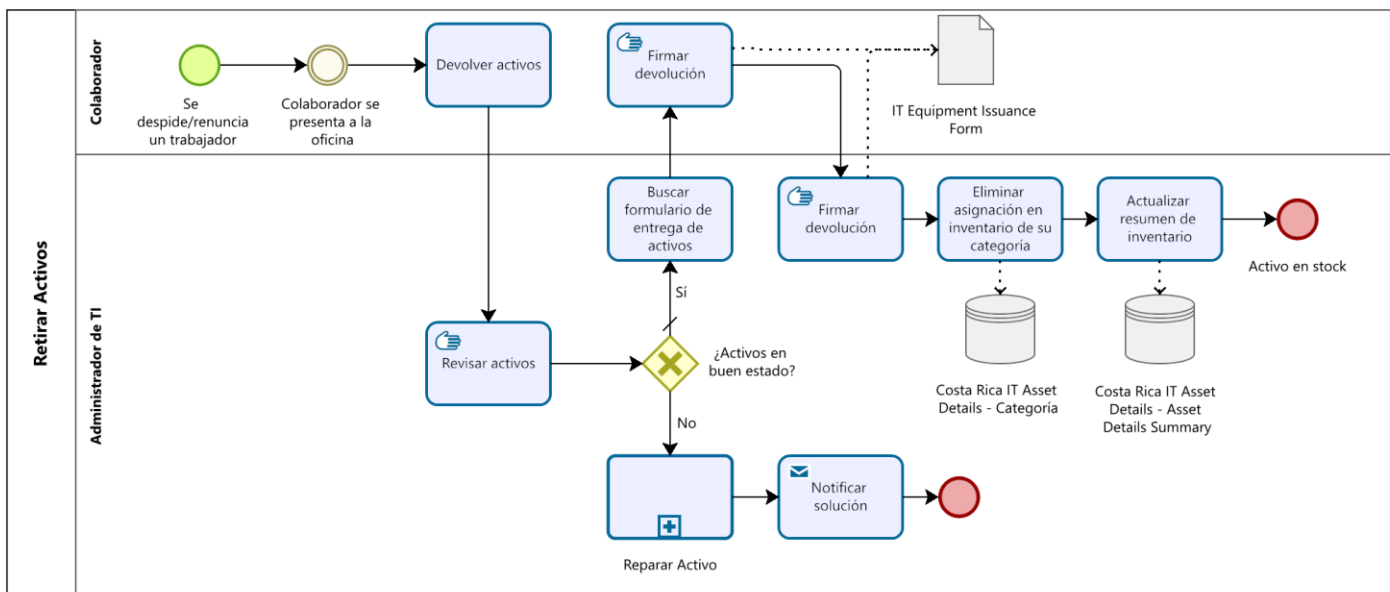 Retirar Activos
Colaborador
Se
despide/renuncia
un trabajador
Colaborador se
presenta a la
oficina
Devolver activos
Firmar
devolución
IT Equipment Issuance
Form
Administrador de TI
Revisar activos
Buscar
formulario de
entrega de
activos
Sí
¿Activos en
buen estado?
No
Firmar
devolución
Eliminar
asignación en
inventario de su
categoría
Actualizar
resumen de
inventario
Activo en stock
Costa Rica IT Asset
Details - Categoría
Costa Rica IT Asset
Details - Asset
Details Summary
Reparar Activo
Notificar
solución